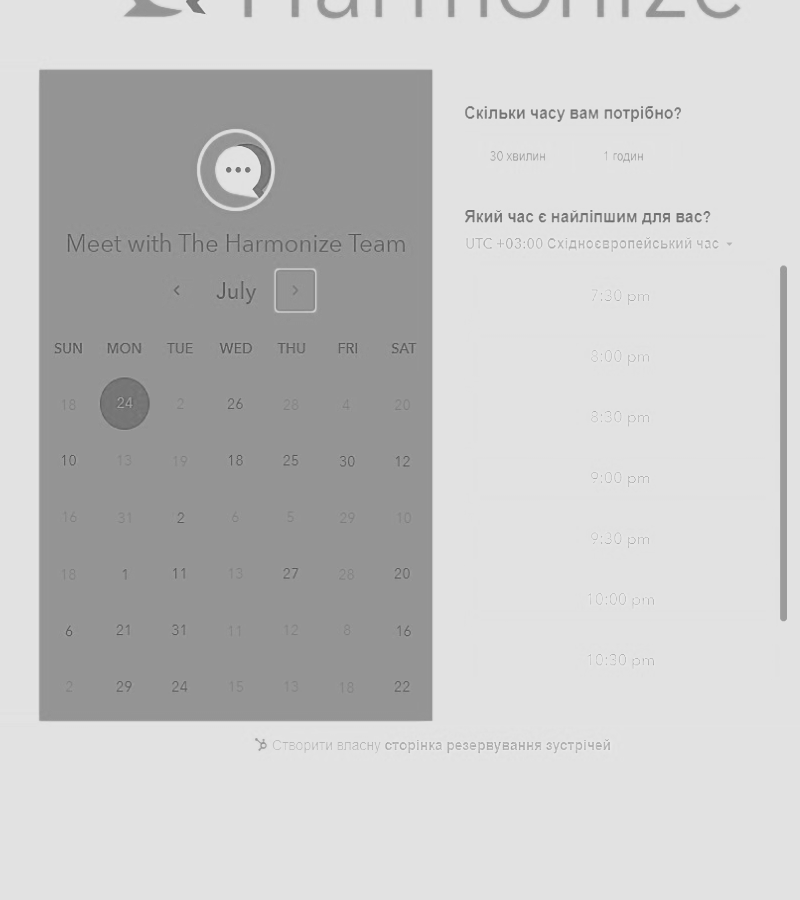 Harmonize
Meet with The Harmonize Team
July
SUN MON TUE WED THU FRI SAT
18 24 2 26 28 4 20
10 13 19 18 25 30 12
16 31 2 6 5 29 10
18 1 11 13 27 28 20
6 21 31 11 12 8 16
2 29 24 15 13 18 22
Скільки часу вам потрібно?
30 хвилин 1 годин
Який час є найліпшим для вас?
UTC +03:00 Східноєвропейський час
7:30 pm
8:00 pm
8:30 pm
9:00 pm
9:30 pm
10:00 pm
10:30 pm
Створити власну сторінка резервування зустрічей